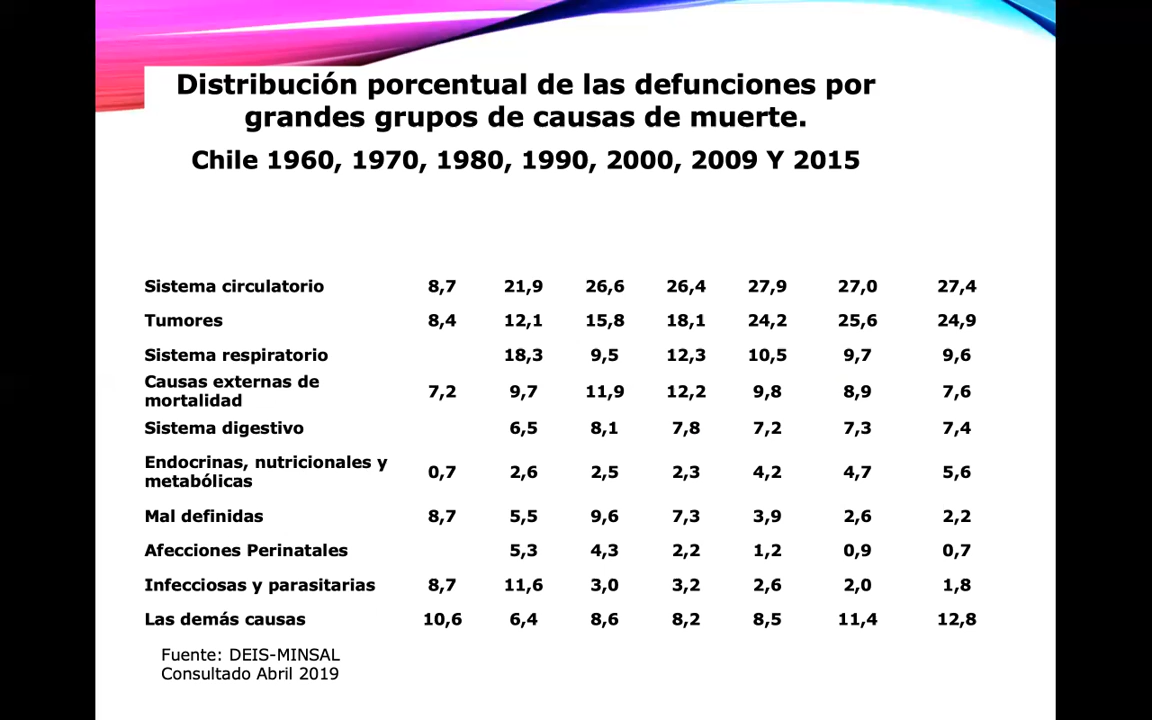 Distribución porcentual de las defunciones por
grandes grupos de causas de muerte.
Chile 1960, 1970, 1980, 1990, 2000, 2009 Y 2015
Sistema circulatorio 8,7 21,9 26,6 26,4 27,9 27,0 27,4
Tumores 8,4 12,1 15,8 18,1 24,2 25,6 24,9
Sistema respiratorio 18,3 9,5 12,3 10,5 9,7 9,6
Causas externas de
mortalidad 7,2 9,7 11,9 12,2 9,8 8,9 7,6
Sistema digestivo 6,5 8,1 7,8 7,2 7,3 7,4
Endocrinas, nutricionales y
metabólicas 0,7 2,6 2,5 2,3 4,2 4,7 5,6
Mal definidas 8,7 5,5 9,6 7,3 3,9 2,6 2,2
Afecciones Perinatales 5,3 4,3 2,2 1,2 0,9 0,7
Infecciosas y parasitarias 8,7 11,6 3,0 3,2 2,6 2,0 1,8
Las demás causas 10,6 6,4 8,6 8,2 8,5 11,4 12,8
Fuente: DEIS-MINSAL
Consultado Abril 2019